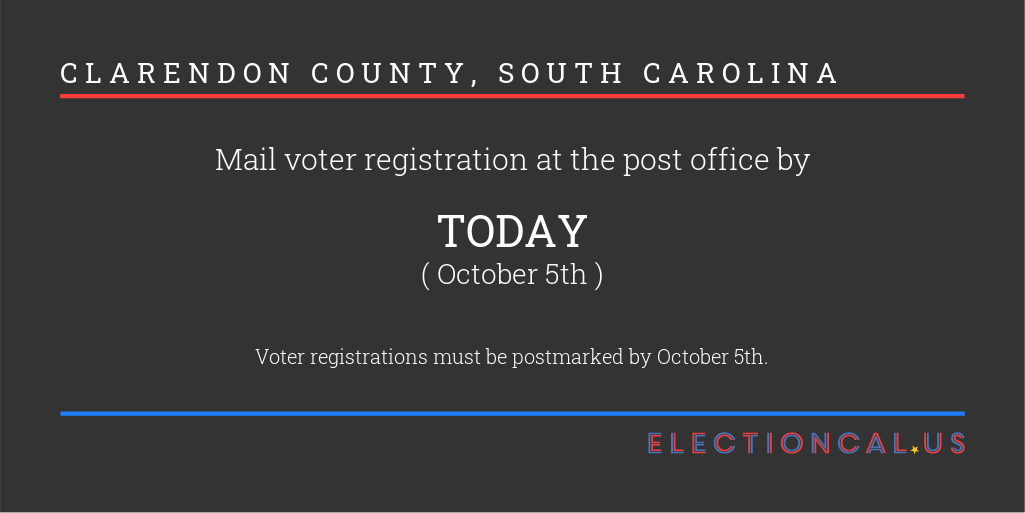 CLARENDON COUNTY, SOUTH CAROLINA
Mail voter registration at the post office by
TODAY
( October 5th )
Voter registrations must be postmarked by October 5th.
ELECTIONCAL.US